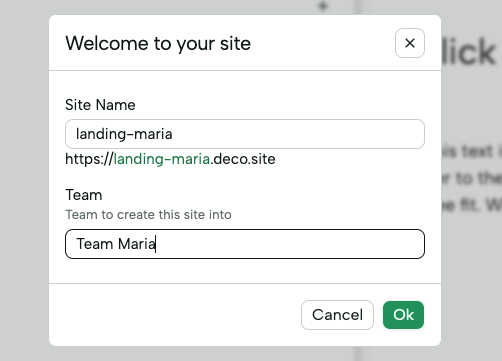 Welcome to your site
Site Name
landing-maria
https://landing-maria.deco.site
Team
Team to create this site into
Team Maria
Cancel
Ok
lick
is text i
r to the
e fit. W